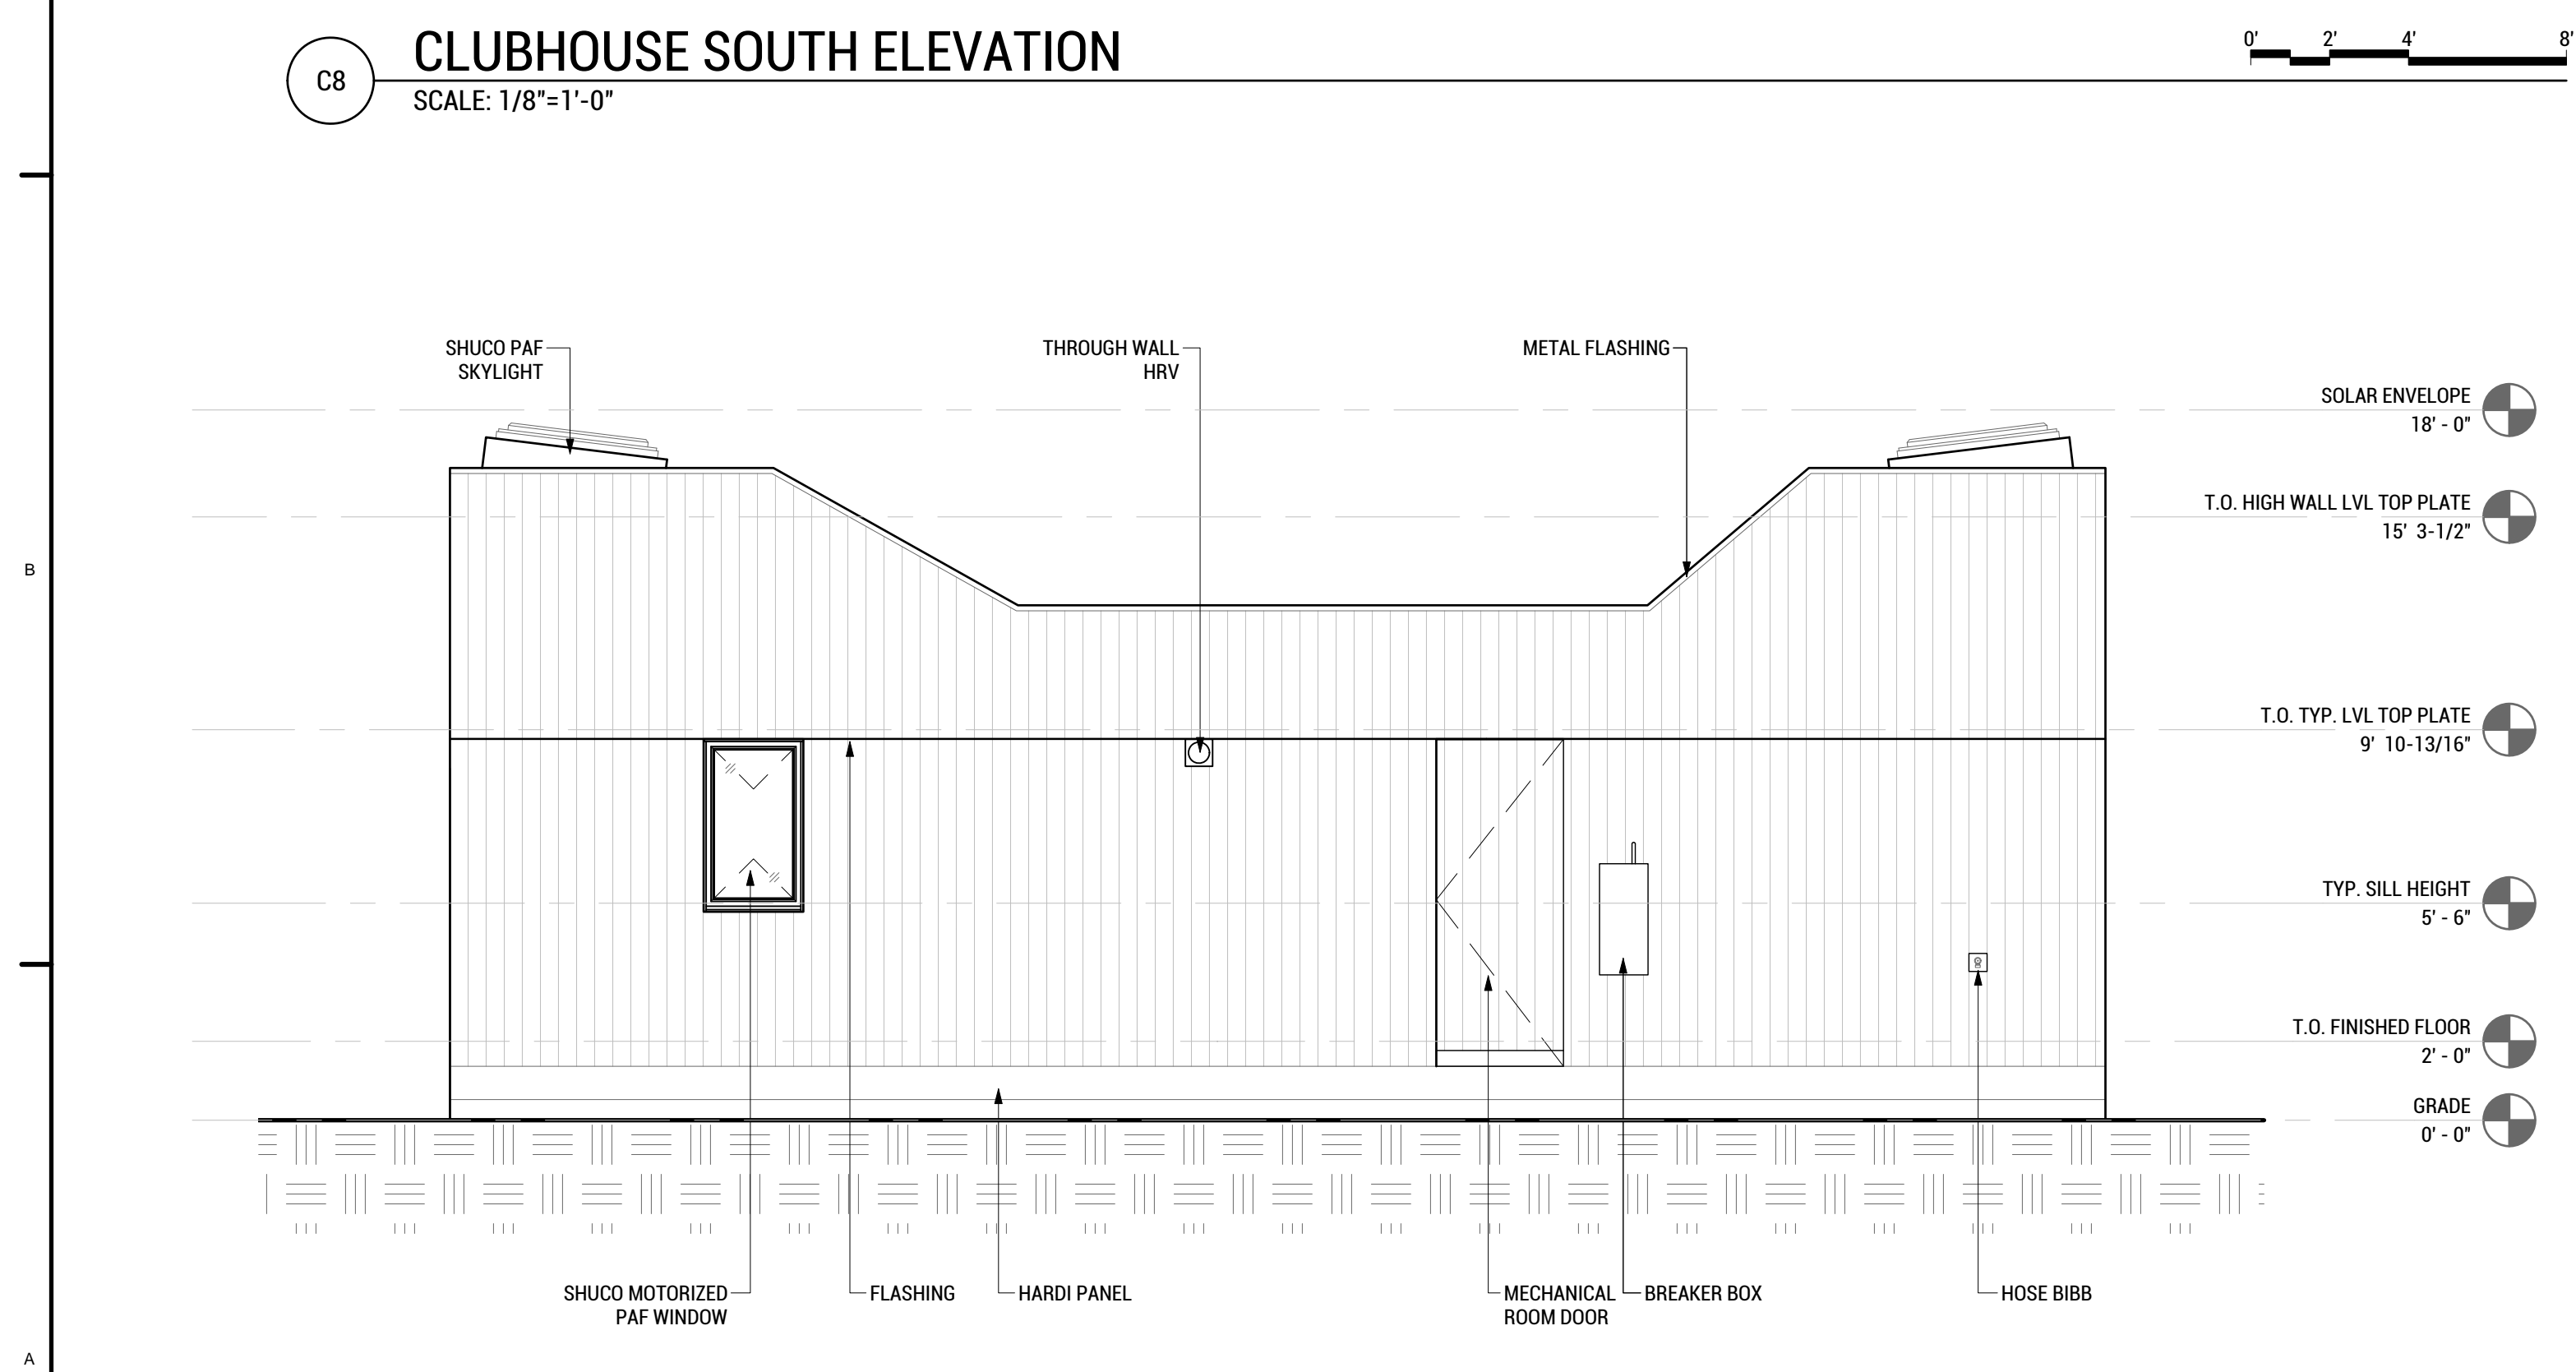 CLUBHOUSE SOUTH ELEVATION
C8
SCALE: 1/8"=1'-0"
0' 2' 4' 8'
SHUCO PAF
SKYLIGHT
THROUGH WALL
HRV
METAL FLASHING
SOLAR ENVELOPE
18' - 0"
T.O. HIGH WALL LVL TOP PLATE
15' 3-1/2"
B
T.O. TYP. LVL TOP PLATE
9' 10-13/16"
TYP. SILL HEIGHT
5' - 6"
T.O. FINISHED FLOOR
2' - 0"
GRADE
0' - 0"
SHUCO MOTORIZED
PAF WINDOW
FLASHING
HARDI PANEL
MECHANICAL
ROOM DOOR
BREAKER BOX
HOSE BIBB
A